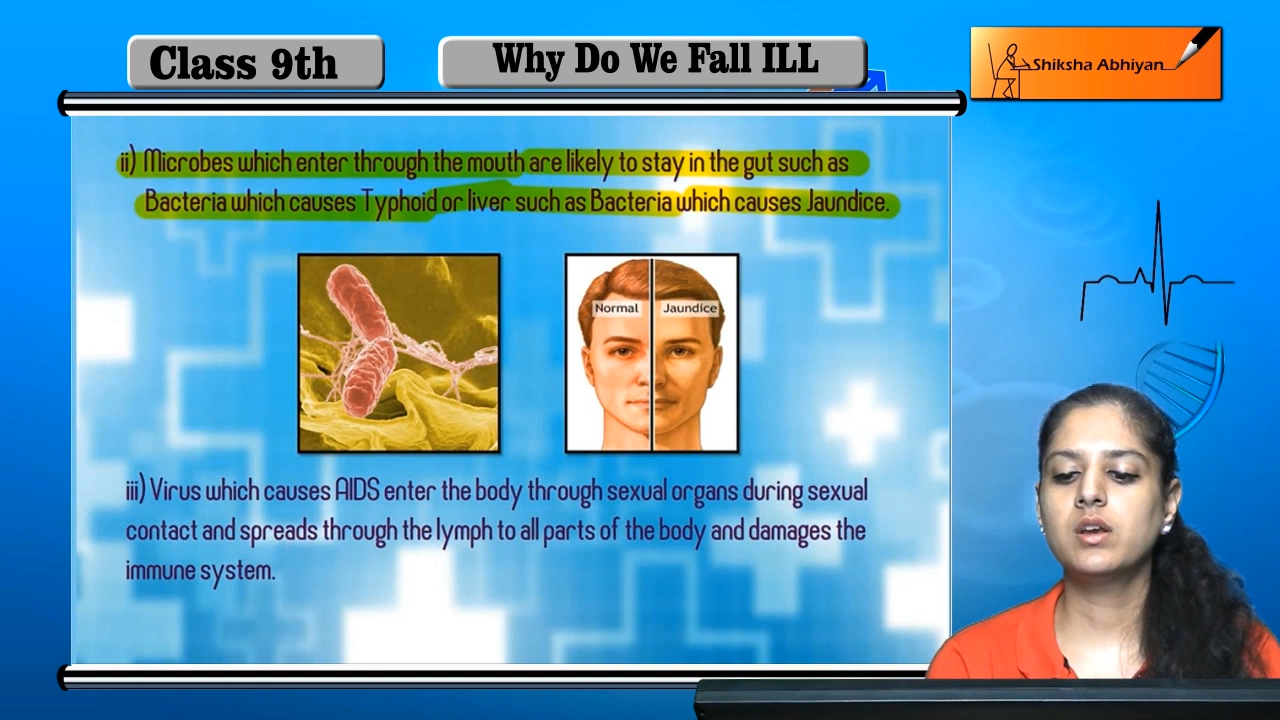 Class 9th
Why Do We Fall ILL
Shiksha Abhiyan
ii) Microbes which enter through the mouth are likely to stay in the gut such as
Bacteria which causes Typhoid or liver such as Bacteria which causes Jaundice.
Normal
Jaundice
iii) Virus which causes AIDS enter the body through sexual organs during sexual
contact and spreads through the lymph to all parts of the body and damages the
immune system.